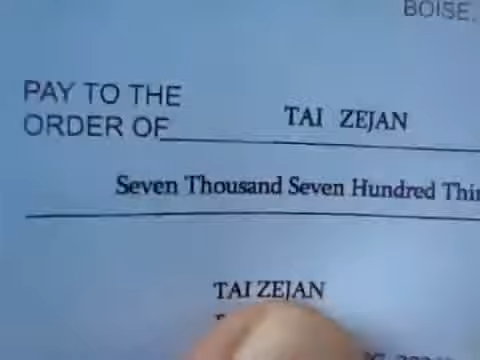 BOISE,
PAY TO THE
ORDER OF TAI ZEJAN
Seven Thousand Seven Hundred
TAI ZEJAN